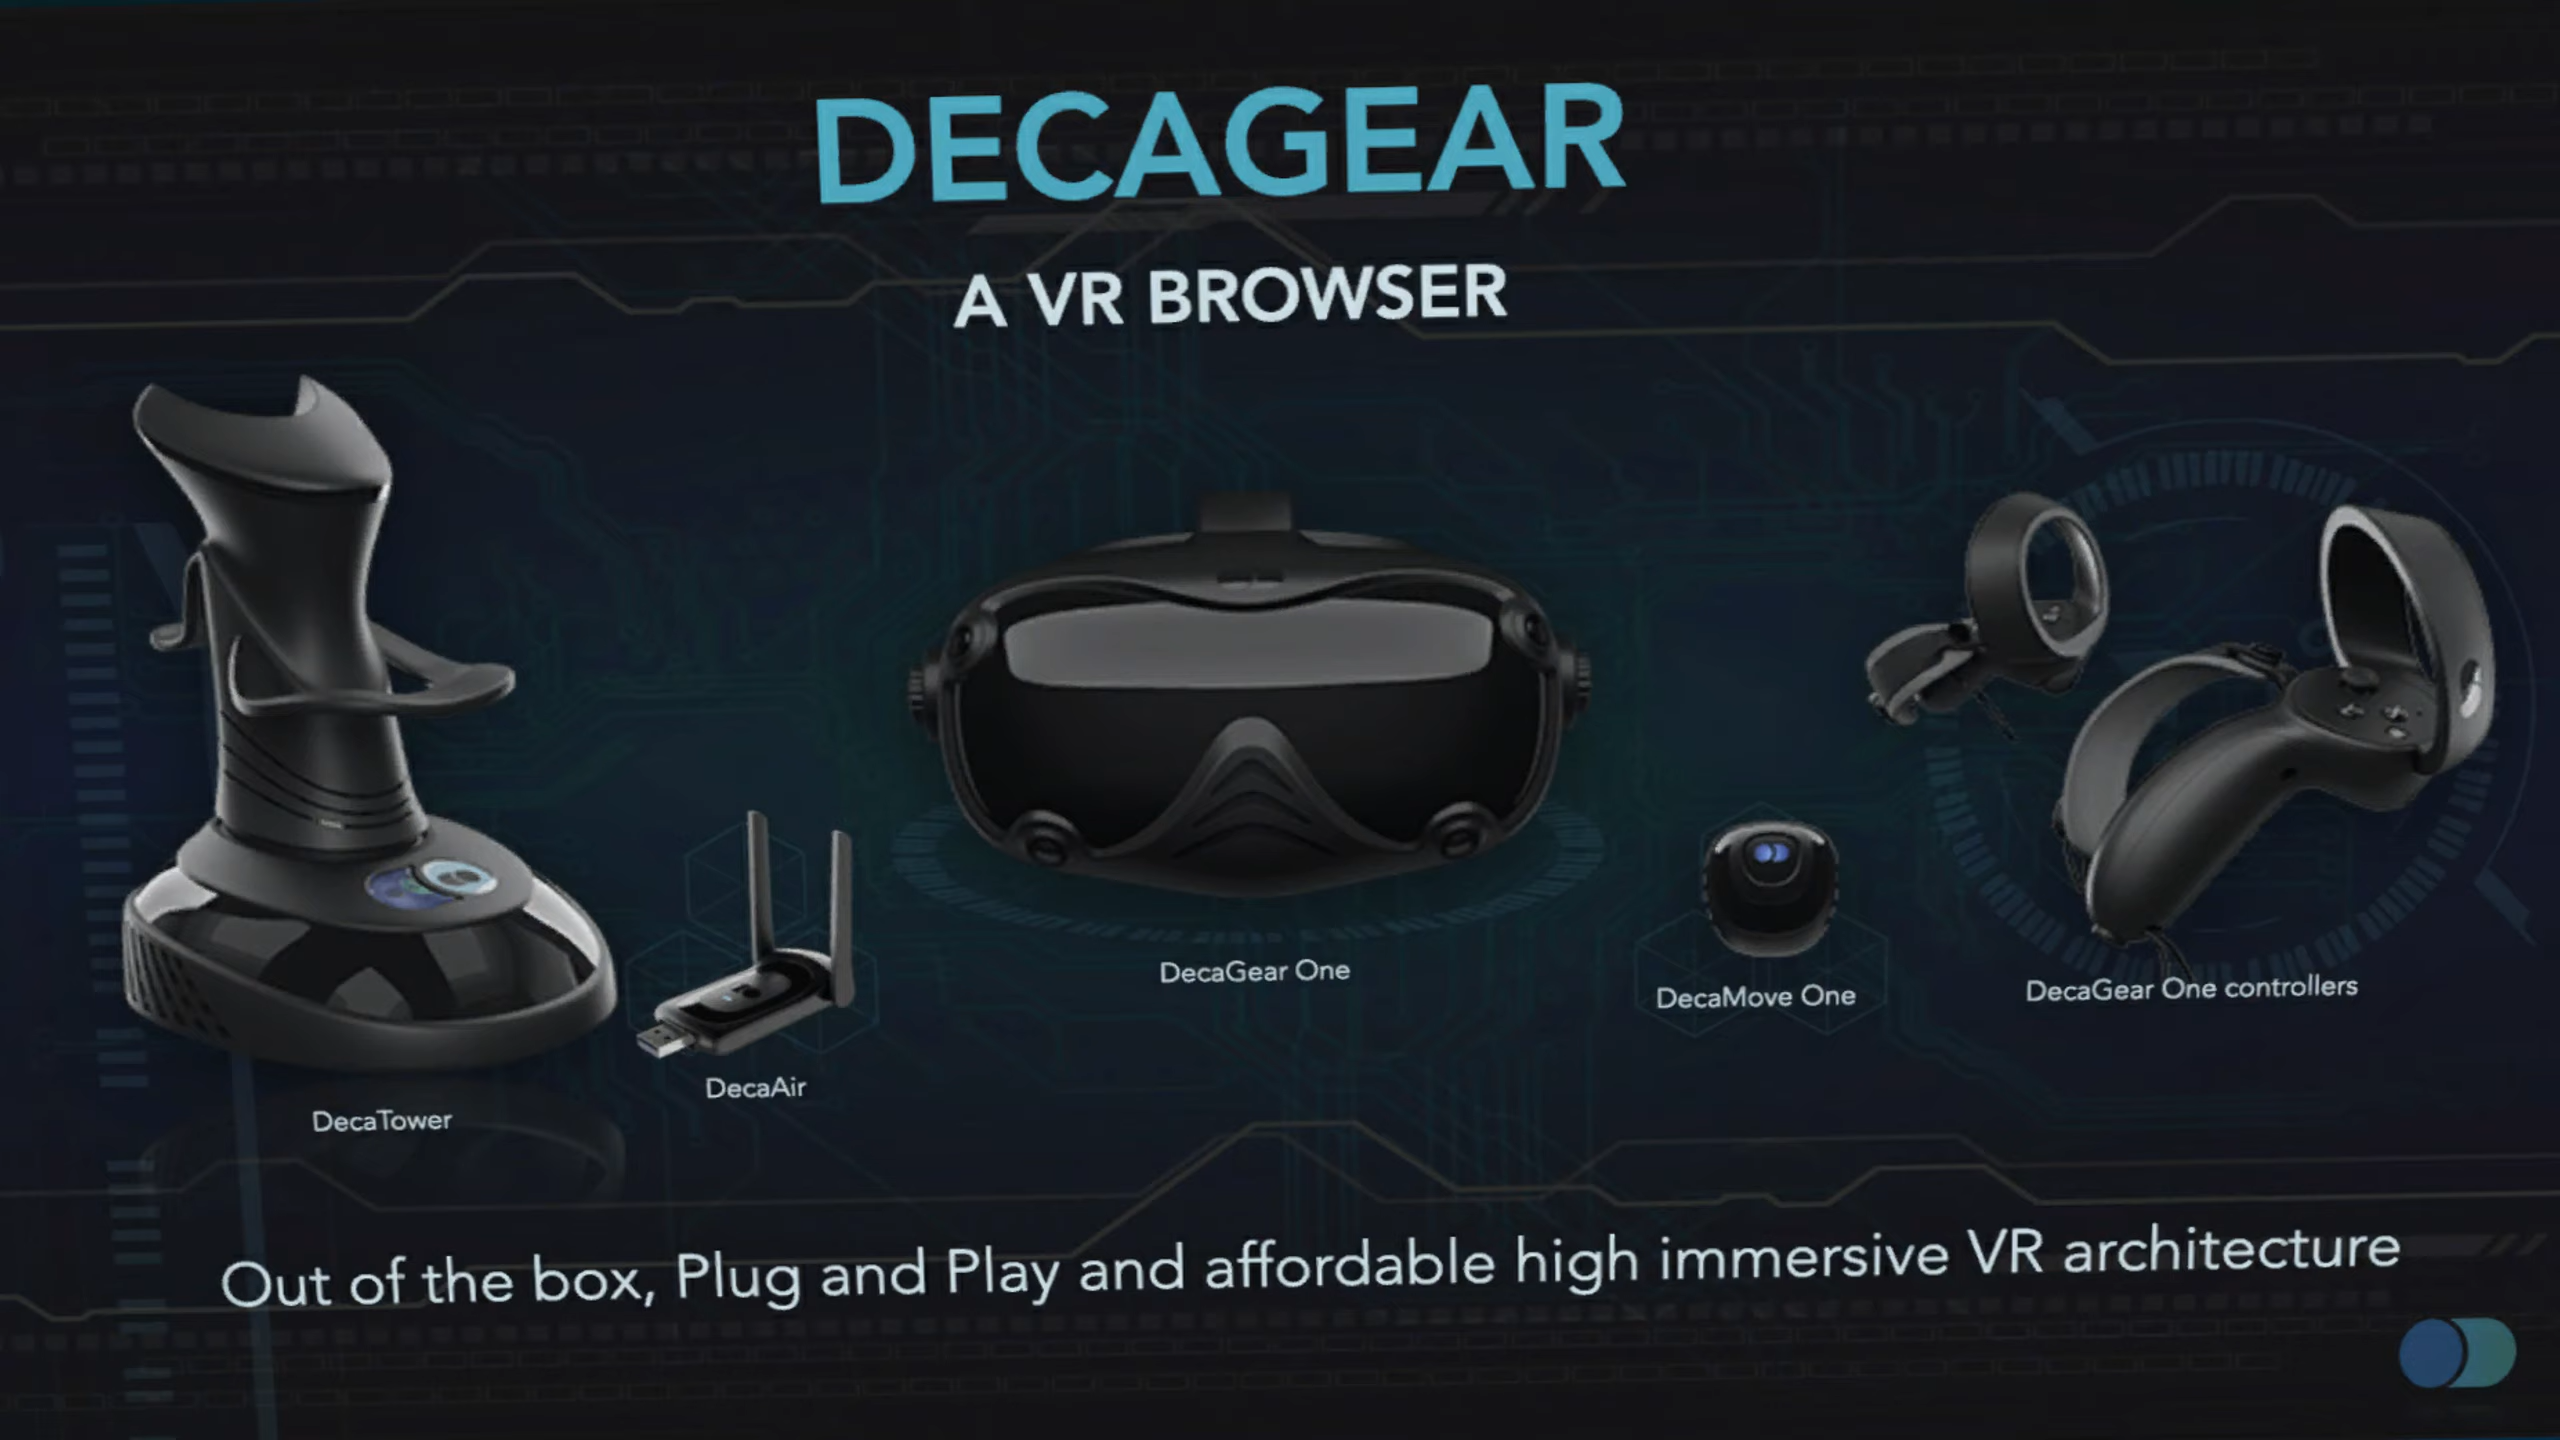 DECAGEAR
A VR BROWSER
DecaGear One
DecaMove One
DecaGear One controllers
DecaAir
DecaTower
Out of the box, Plug and Play and affordable high immersive VR architecture